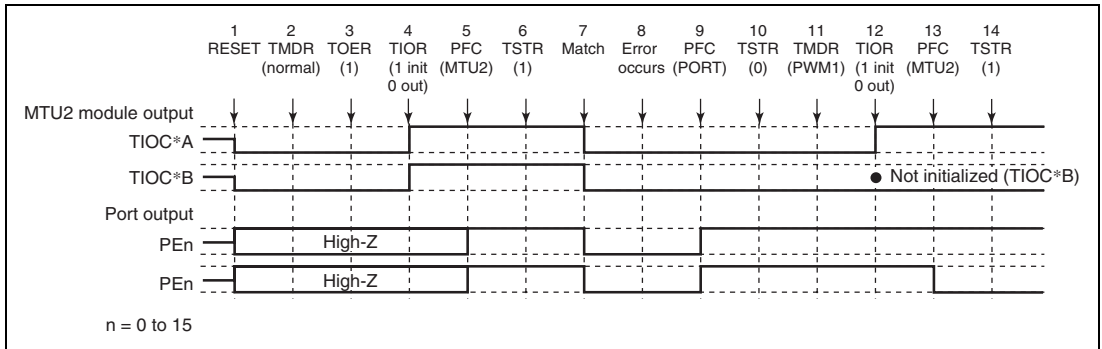 1 2 3 4 5 6 7 8 9 10 11 12 13 14
RESET TMDR TOER TIOR PFC TSTR Match Error PFC TSTR TMDR TIOR PFC TSTR
(normal) (1) (1 init (MTU2) (1) occurs (PORT) (0) (PWM1) (1 init (MTU2) (1)
0 out) 0 out)
MTU2 module output
TIOC*A
TIOC*B ● Not initialized (TIOC*B)
Port output
PEn High-Z
PEn High-Z
n = 0 to 15